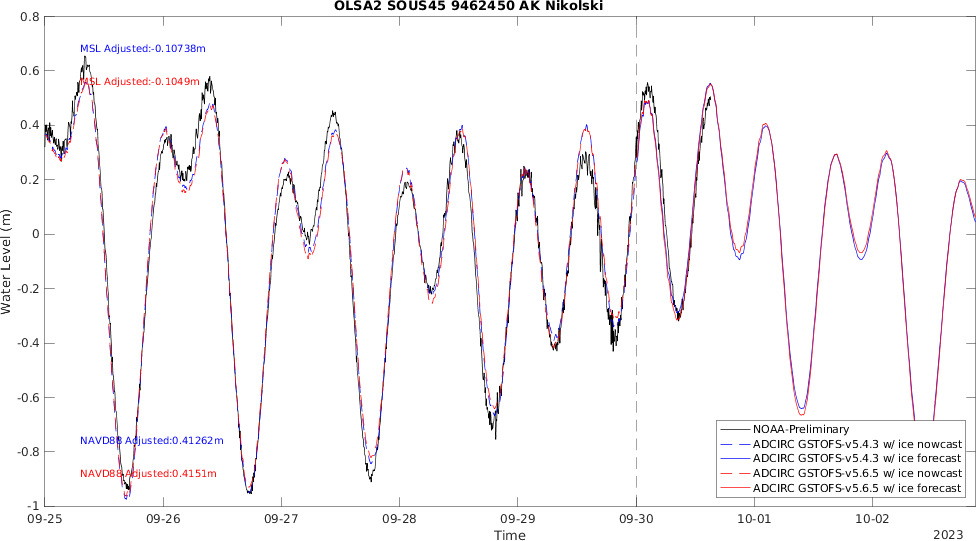 OLSA2 SOUS45 9462450 AK Nikolski
0.8
0.6
0.4
0.2
0
-0.2
-0.4
-0.6
-0.8
-1
Water Level (m)
MSL Adjusted:-0.10738m
MSL Adjusted:-0.1049m
NAVD88 Adjusted:0.41262m
NAVD88 Adjusted:0.4151m
NOAA-Preliminary
ADCIRC GSTOFS-v5.4.3 w/ ice nowcast
ADCIRC GSTOFS-v5.4.3 w/ ice forecast
ADCIRC GSTOFS-v5.6.5 w/ ice nowcast
ADCIRC GSTOFS-v5.6.5 w/ ice forecast
09-25 09-26 09-27 09-28 09-29 09-30 10-01 10-02
Time
2023